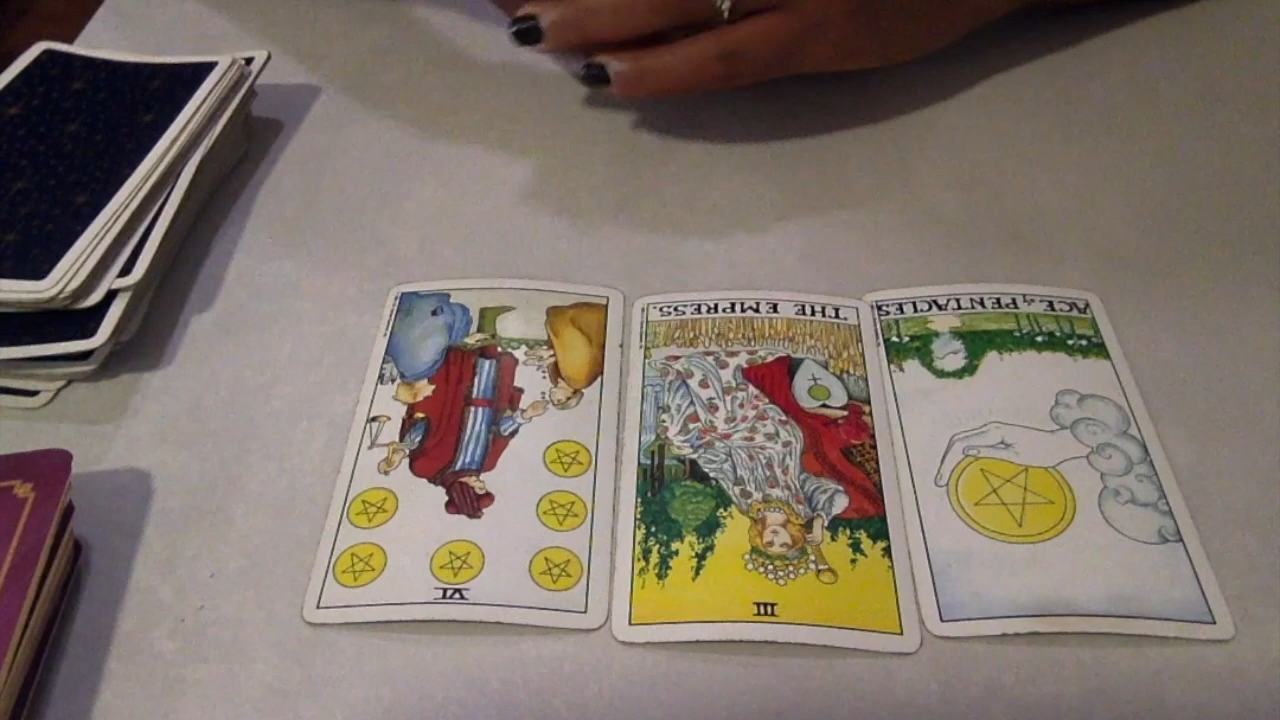 THE EMPRESS.
ACE of PENTACLES
VI
III